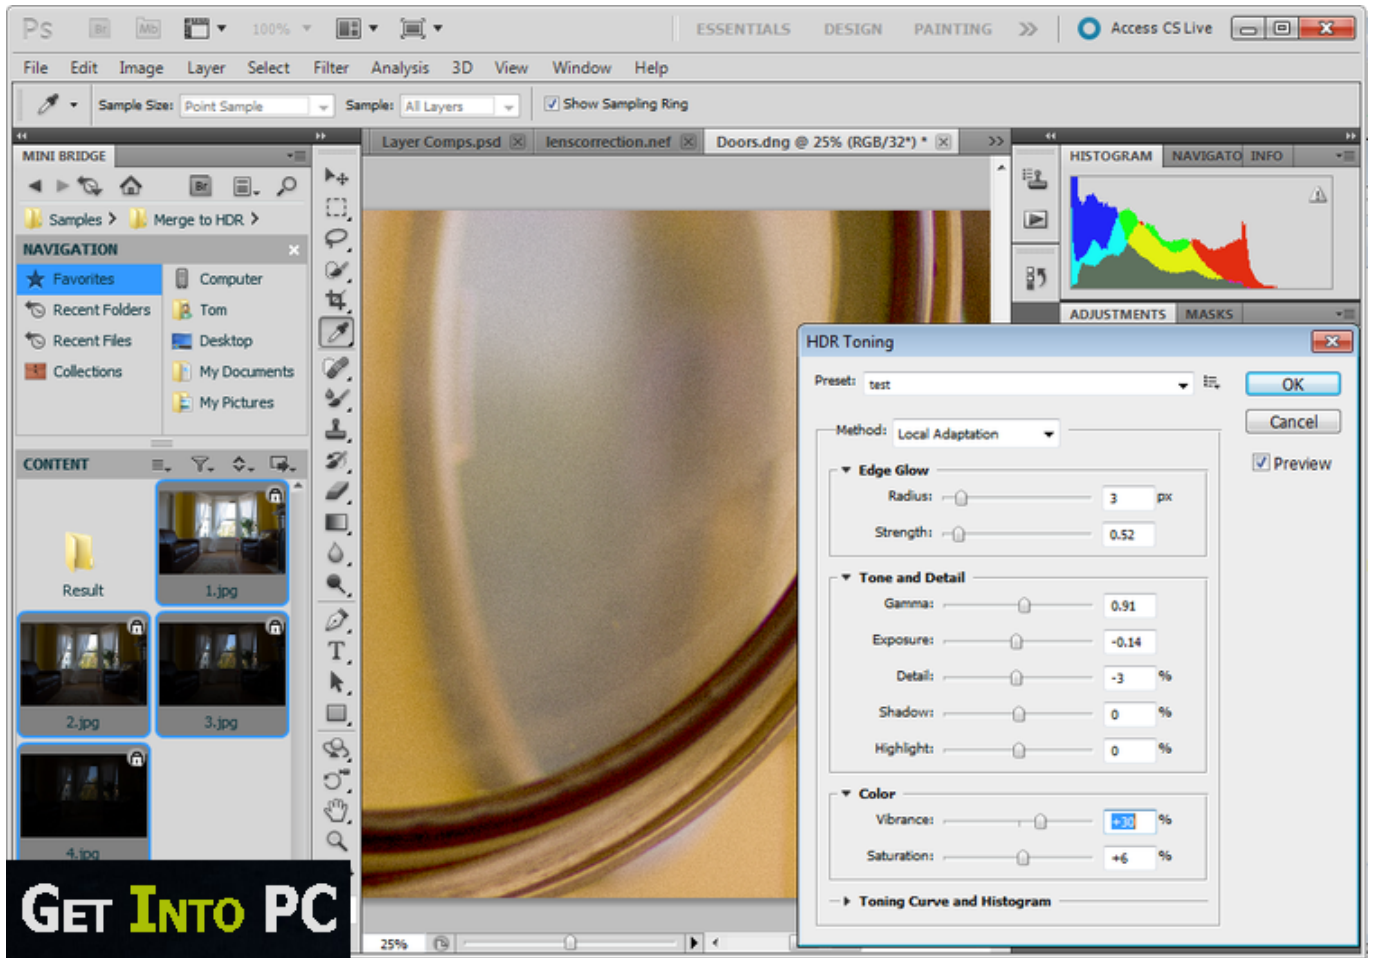 Ps Br Mb 100% ESSENTIALS DESIGN PAINTING Access CS Live
File Edit Image Layer Select Filter Analysis 3D View Window Help
Sample Size: Point Sample Sample: All Layers Show Sampling Ring
MINI BRIDGE
Layer Comps.psd lenscorrection.nef Doors.dng @ 25% (RGB/32*) *
HISTOGRAM NAVIGATO INFO
Br
Samples Merge to HDR
NAVIGATION
Favorites Computer
Recent Folders Tom
Recent Files Desktop
Collections My Documents
My Pictures
CONTENT
Result
1.jpg
2.jpg
3.jpg
4.jpg
T
ADJUSTMENTS MASKS
HDR Toning
Preset: test
OK
Method: Local Adaptation
Cancel
Preview
Edge Glow
Radius: 3 px
Strength: 0.52
Tone and Detail
Gamma: 0.91
Exposure: -0.14
Detail: -3 %
Shadow: 0 %
Highlight: 0 %
Color
Vibrance: +30 %
Saturation: +6 %
Toning Curve and Histogram
25%
GET INTO PC